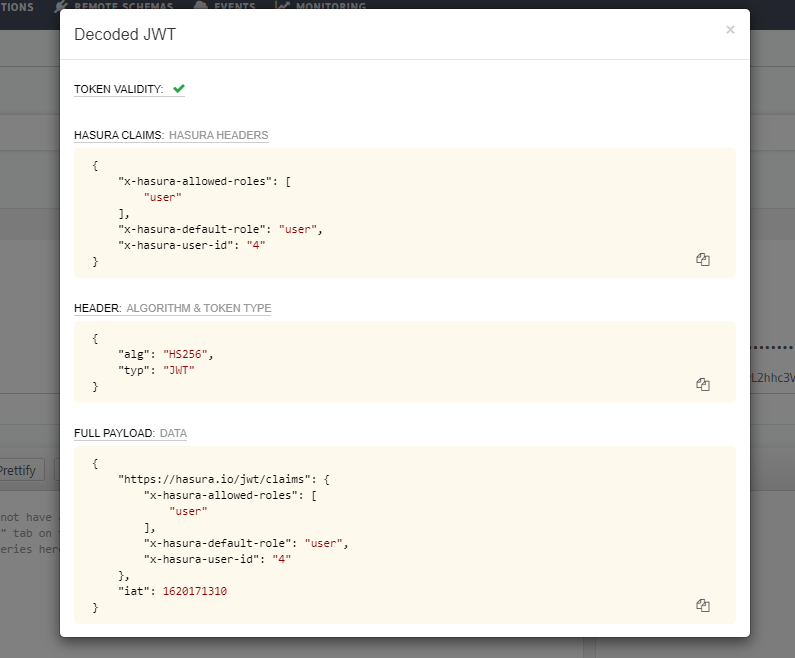 TIONS REMOTE SCHEMAS EVENTS MONITORING
Decoded JWT ×
TOKEN VALIDITY:
HASURA CLAIMS: HASURA HEADERS
{
"x-hasura-allowed-roles": [
"user"
],
"x-hasura-default-role": "user",
"x-hasura-user-id": "4"
}
HEADER: ALGORITHM & TOKEN TYPE
{
"alg": "HS256",
"typ": "JWT"
}
L2hhc3V
FULL PAYLOAD: DATA
{
"https://hasura.io/jwt/claims": {
"x-hasura-allowed-roles": [
"user"
],
"x-hasura-default-role": "user",
"x-hasura-user-id": "4"
},
"iat": 1620171310
}
Prettify
not have
" tab on
eries here